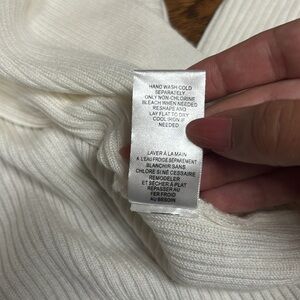 HAND WASH COLD
SEPARATELY
ONLY NON-CHLORINE
BLEACH WHEN NEEDED
RESHAPE AND
LAY FLAT TO DRY
COOL IRON IF
NEEDED
LAVER À LA MAIN
A L'EAU FROIDE SÉPARÉMENT
BLANCHIR SANS
CHLORE SI NÉCESSAIRE
REMODELER
ET SÉCHER À PLAT
REPASSER AU
FER FROID
AU BESOIN